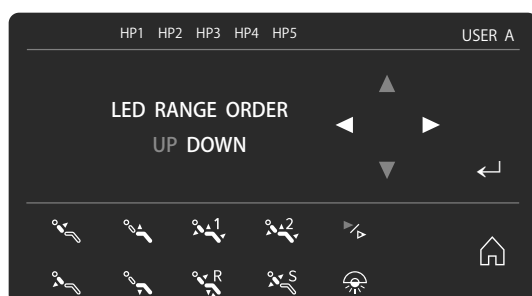 HP1 HP2 HP3 HP4 HP5 USER A
LED RANGE ORDER
UP DOWN
1 2
R S